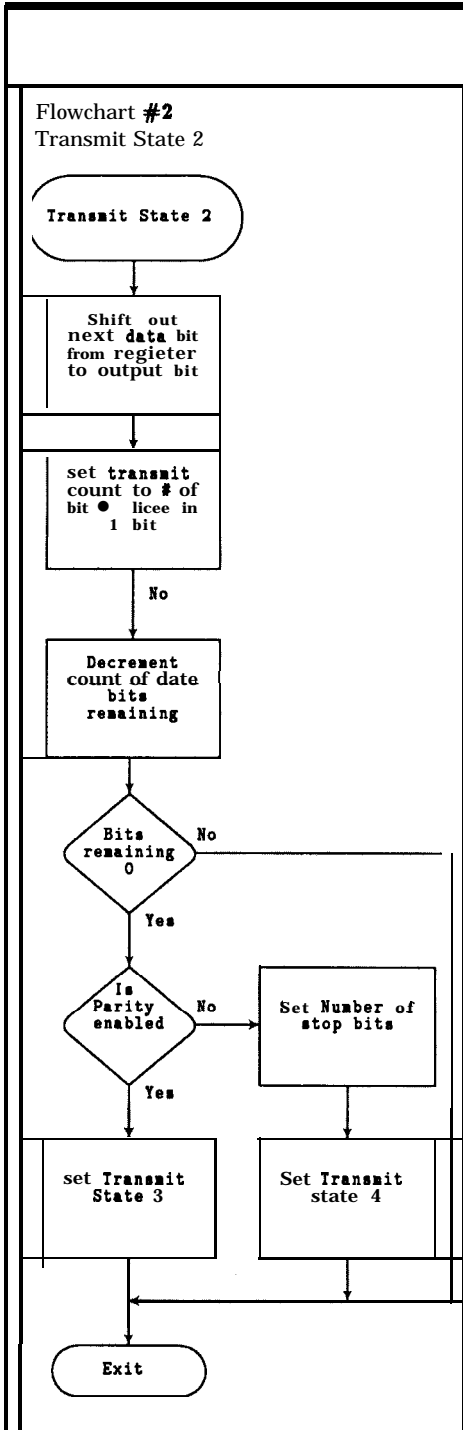 Flowchart #2
Transmit State 2
Transmit State 2
Shift out
next data bit
from regieter
to output bit
set transmit
count to # of
bit ● licee in
1 bit
No
Decrement
count of date
bits
remaining
Bits
remaining
0
No
Yes
Is
Parity
enabled
No
Set Number of
stop bits
Yes
set Transmit
State 3
Set Transmit
state 4
Exit